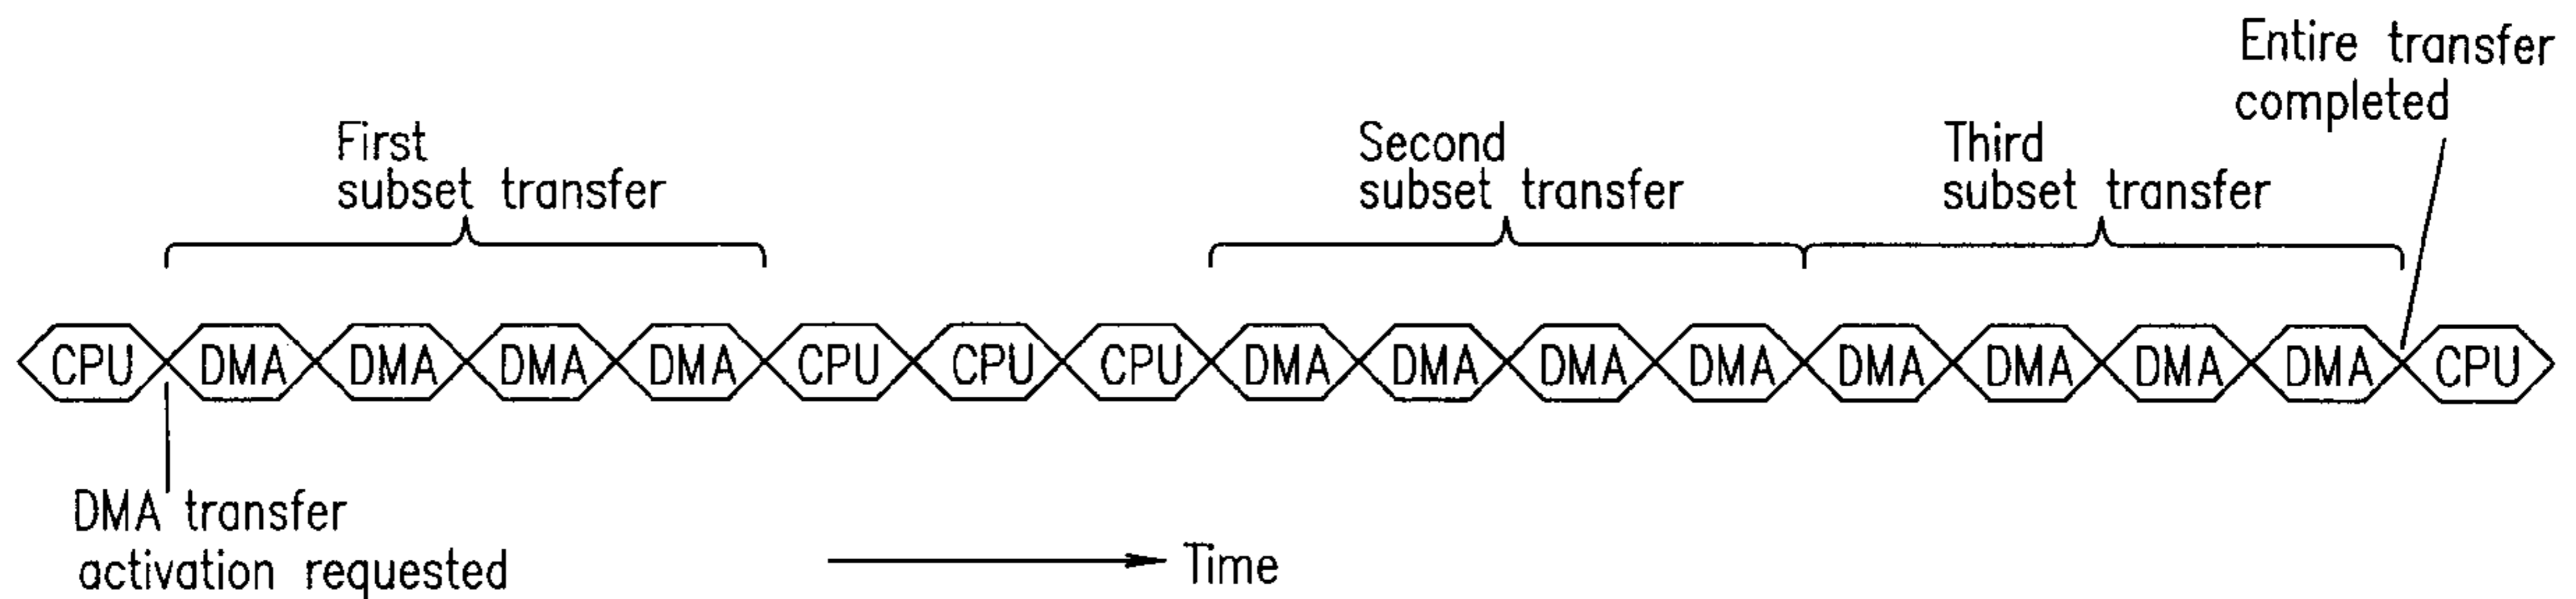 Entire transfer
completed
First
subset transfer
Second
subset transfer
Third
subset transfer
CPU DMA DMA DMA DMA CPU CPU CPU DMA DMA DMA DMA DMA DMA DMA DMA CPU
DMA transfer
activation requested
Time